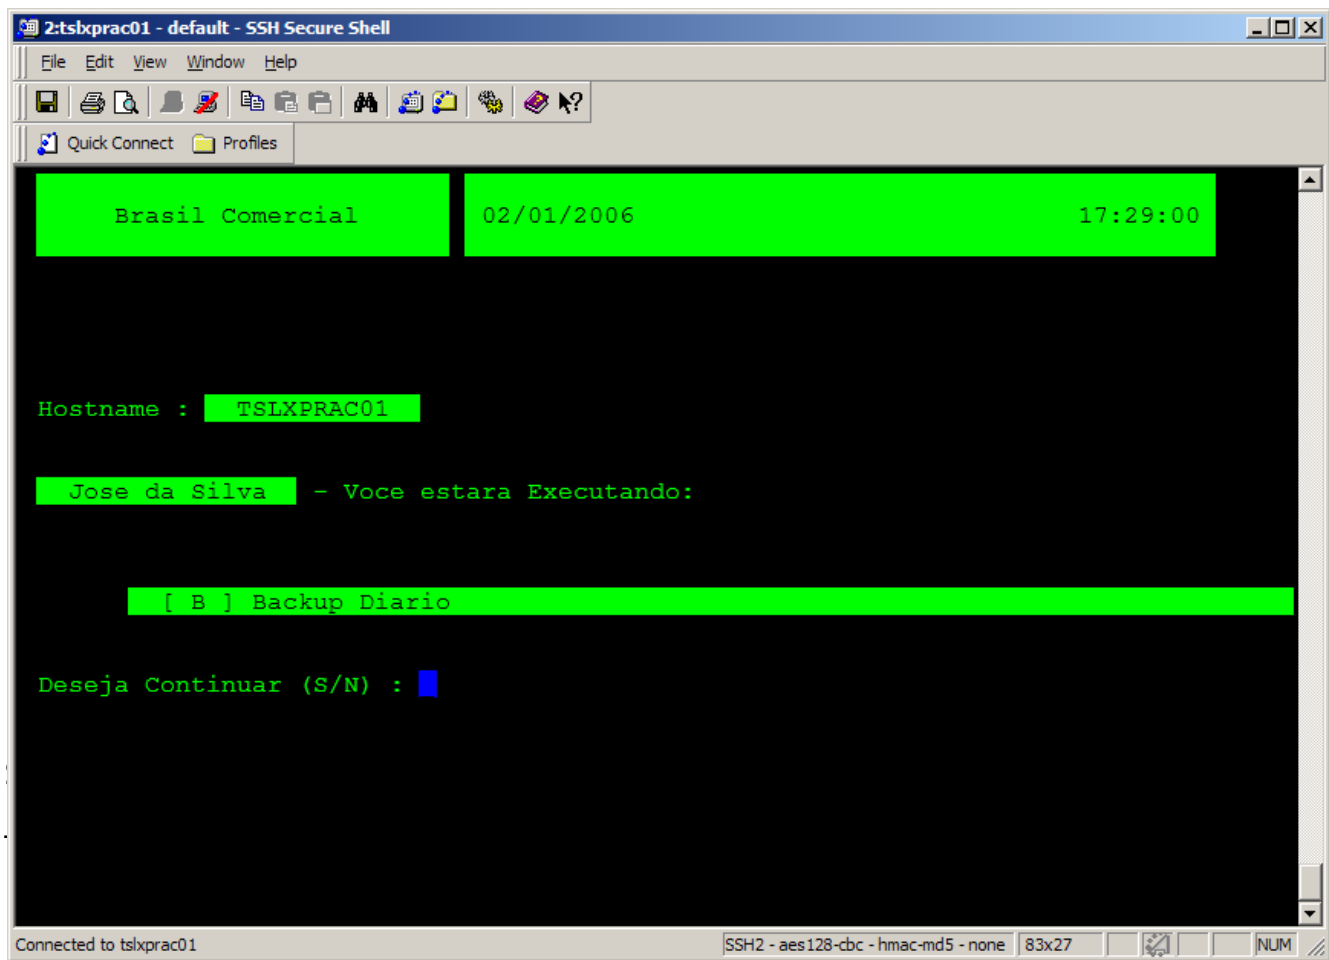 2:tslxprac01 - default - SSH Secure Shell
File Edit View Window Help
Quick Connect Profiles
Brasil Comercial 02/01/2006 17:29:00
Hostname : TSLXPRAC01
Jose da Silva - Voce estara Executando:
[ B ] Backup Diario
Deseja Continuar (S/N) :
Connected to tslxprac01 SSH2 - aes128-cbc - hmac-md5 - none 83x27 NUM